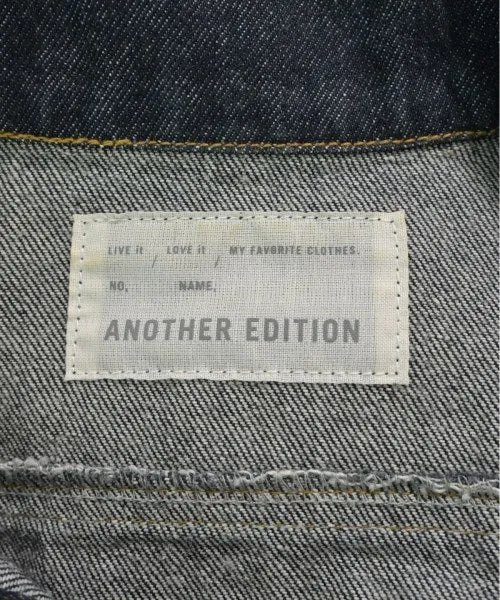 LIVE it / LOVE it / MY FAVORITE CLOTHES.
NO, NAME,
ANOTHER EDITION